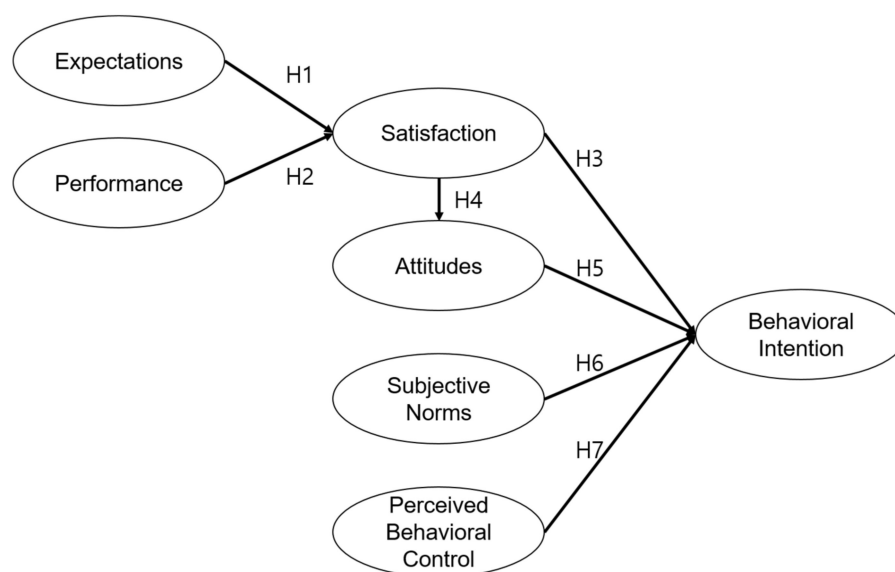 Expectations
H1
Satisfaction
Performance
H2
H3
H4
Attitudes
H5
Behavioral
Intention
Subjective
Norms
H6
H7
Perceived
Behavioral
Control